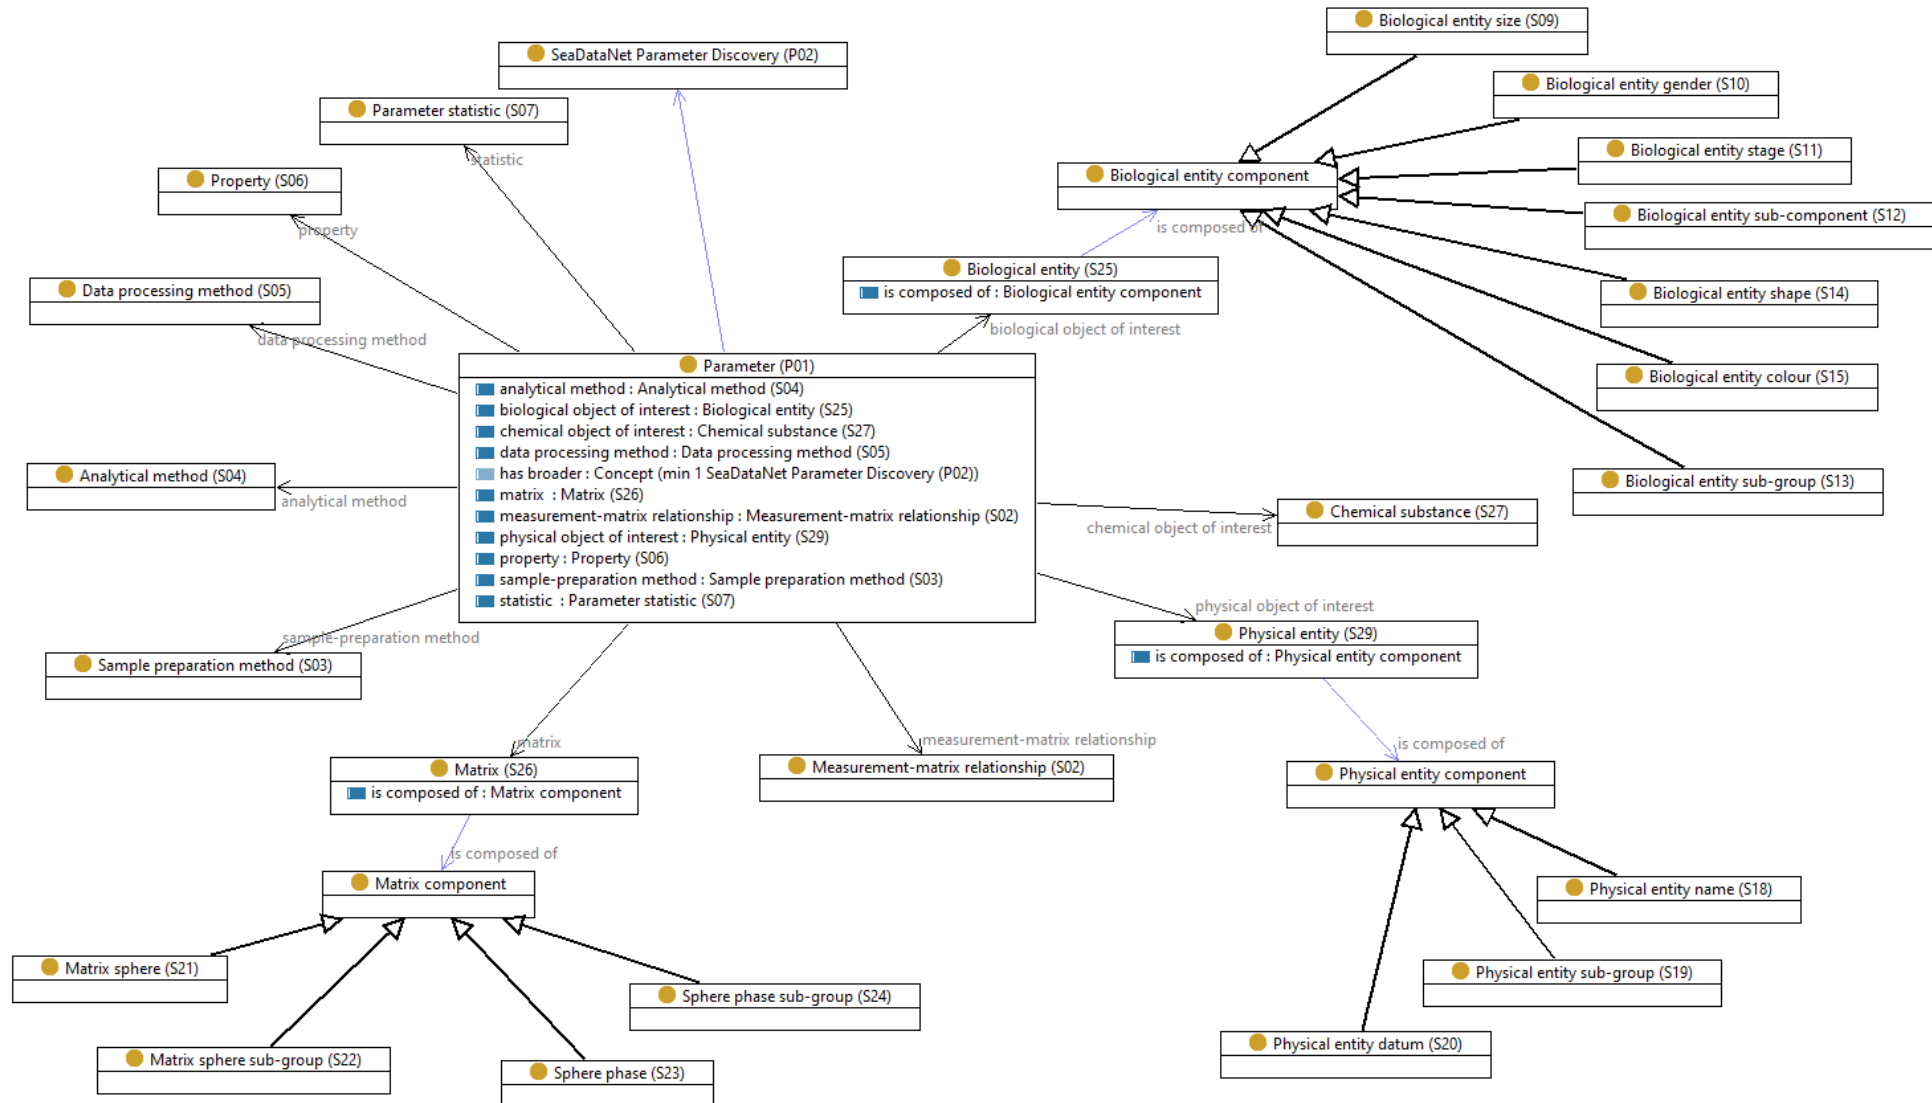 Biological entity size (S09)
SeaDataNet Parameter Discovery (P02)
Biological entity gender (S10)
Parameter statistic (S07)
statistic
Biological entity stage (S11)
Property (S06)
property
Biological entity component
is composed of
Biological entity sub-component (S12)
Biological entity (S25)
is composed of : Biological entity component
biological object of interest
Data processing method (S05)
data processing method
Biological entity shape (S14)
Biological entity colour (S15)
Parameter (P01)
analytical method : Analytical method (S04)
biological object of interest : Biological entity (S25)
chemical object of interest : Chemical substance (S27)
data processing method : Data processing method (S05)
has broader : Concept (min 1 SeaDataNet Parameter Discovery (P02))
matrix : Matrix (S26)
measurement-matrix relationship : Measurement-matrix relationship (S02)
physical object of interest : Physical entity (S29)
property : Property (S06)
sample-preparation method : Sample preparation method (S03)
statistic : Parameter statistic (S07)
Analytical method (S04)
analytical method
Biological entity sub-group (S13)
Chemical substance (S27)
chemical object of interest
physical object of interest
Physical entity (S29)
is composed of : Physical entity component
sample-preparation method
Sample preparation method (S03)
matrix
measurement-matrix relationship
is composed of
Matrix (S26)
is composed of : Matrix component
Measurement-matrix relationship (S02)
Physical entity component
is composed of
Matrix component
Physical entity name (S18)
Matrix sphere (S21)
Sphere phase sub-group (S24)
Physical entity sub-group (S19)
Matrix sphere sub-group (S22)
Sphere phase (S23)
Physical entity datum (S20)